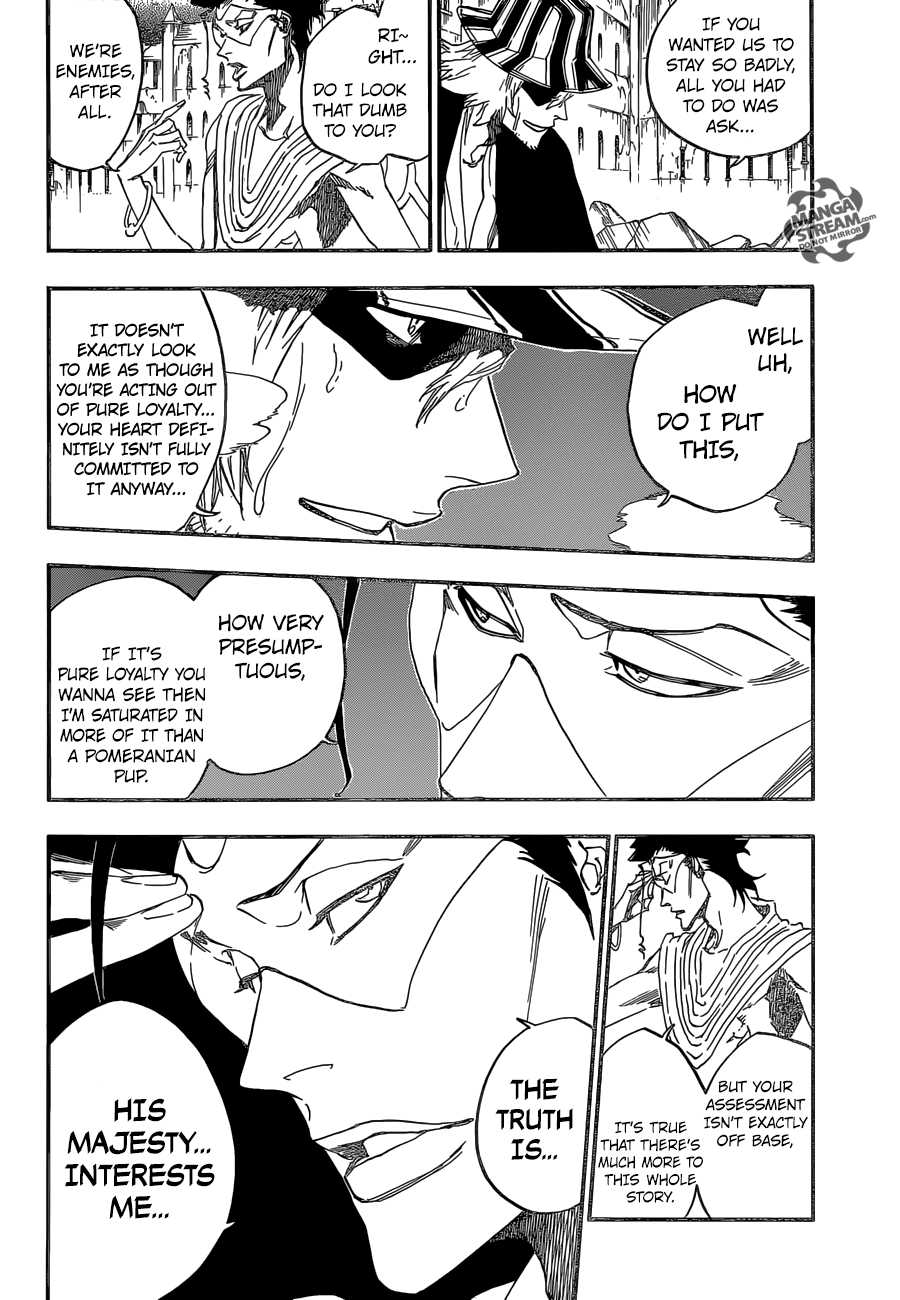 IF YOU
WANTED US TO
STAY SO BADLY,
ALL YOU HAD
TO DO WAS
ASK...
MANGA
STREAM.com
DO NOT MIRROR
RI~
GHT...
DO I LOOK
THAT DUMB
TO YOU?
WE'RE
ENEMIES,
AFTER
ALL.
WELL
UH,
HOW
DO I PUT
THIS,
IT DOESN'T
EXACTLY LOOK
TO ME AS THOUGH
YOU'RE ACTING OUT
OF PURE LOYALTY...
YOUR HEART DEFI-
NITELY ISN'T FULLY
COMMITTED TO
IT ANYWAY...
HOW VERY
PRESUMP-
TUOUS,
IF IT'S
PURE LOYALTY YOU
WANNA SEE THEN
I'M SATURATED IN
MORE OF IT THAN
A POMERANIAN
PUP.
BUT YOUR
ASSESSMENT
ISN'T EXACTLY
OFF BASE,
IT'S TRUE
THAT THERE'S
MUCH MORE TO
THIS WHOLE
STORY.
THE
TRUTH
IS...
HIS
MAJESTY...
INTERESTS
ME...